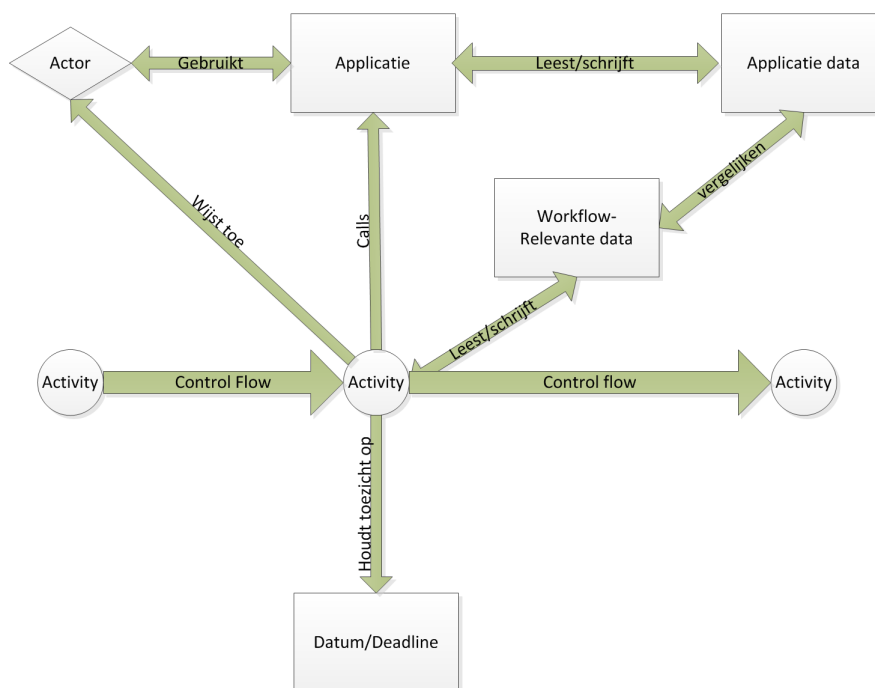 Actor
Gebruikt
Applicatie
Leest/schrijft
Applicatie data
vergelijken
Wijst toe
Calls
Workflow-
Relevante data
Leest/schrijft
Activity
Control Flow
Activity
Control flow
Activity
Houdt toezicht op
Datum/Deadline